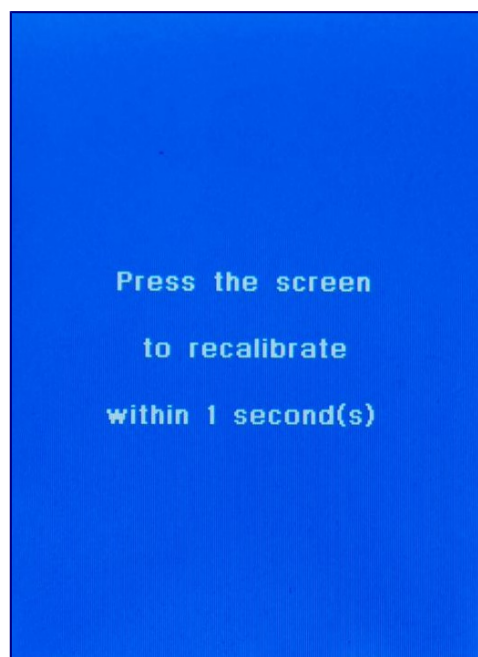 Press the screen
to recalibrate
within 1 second(s)